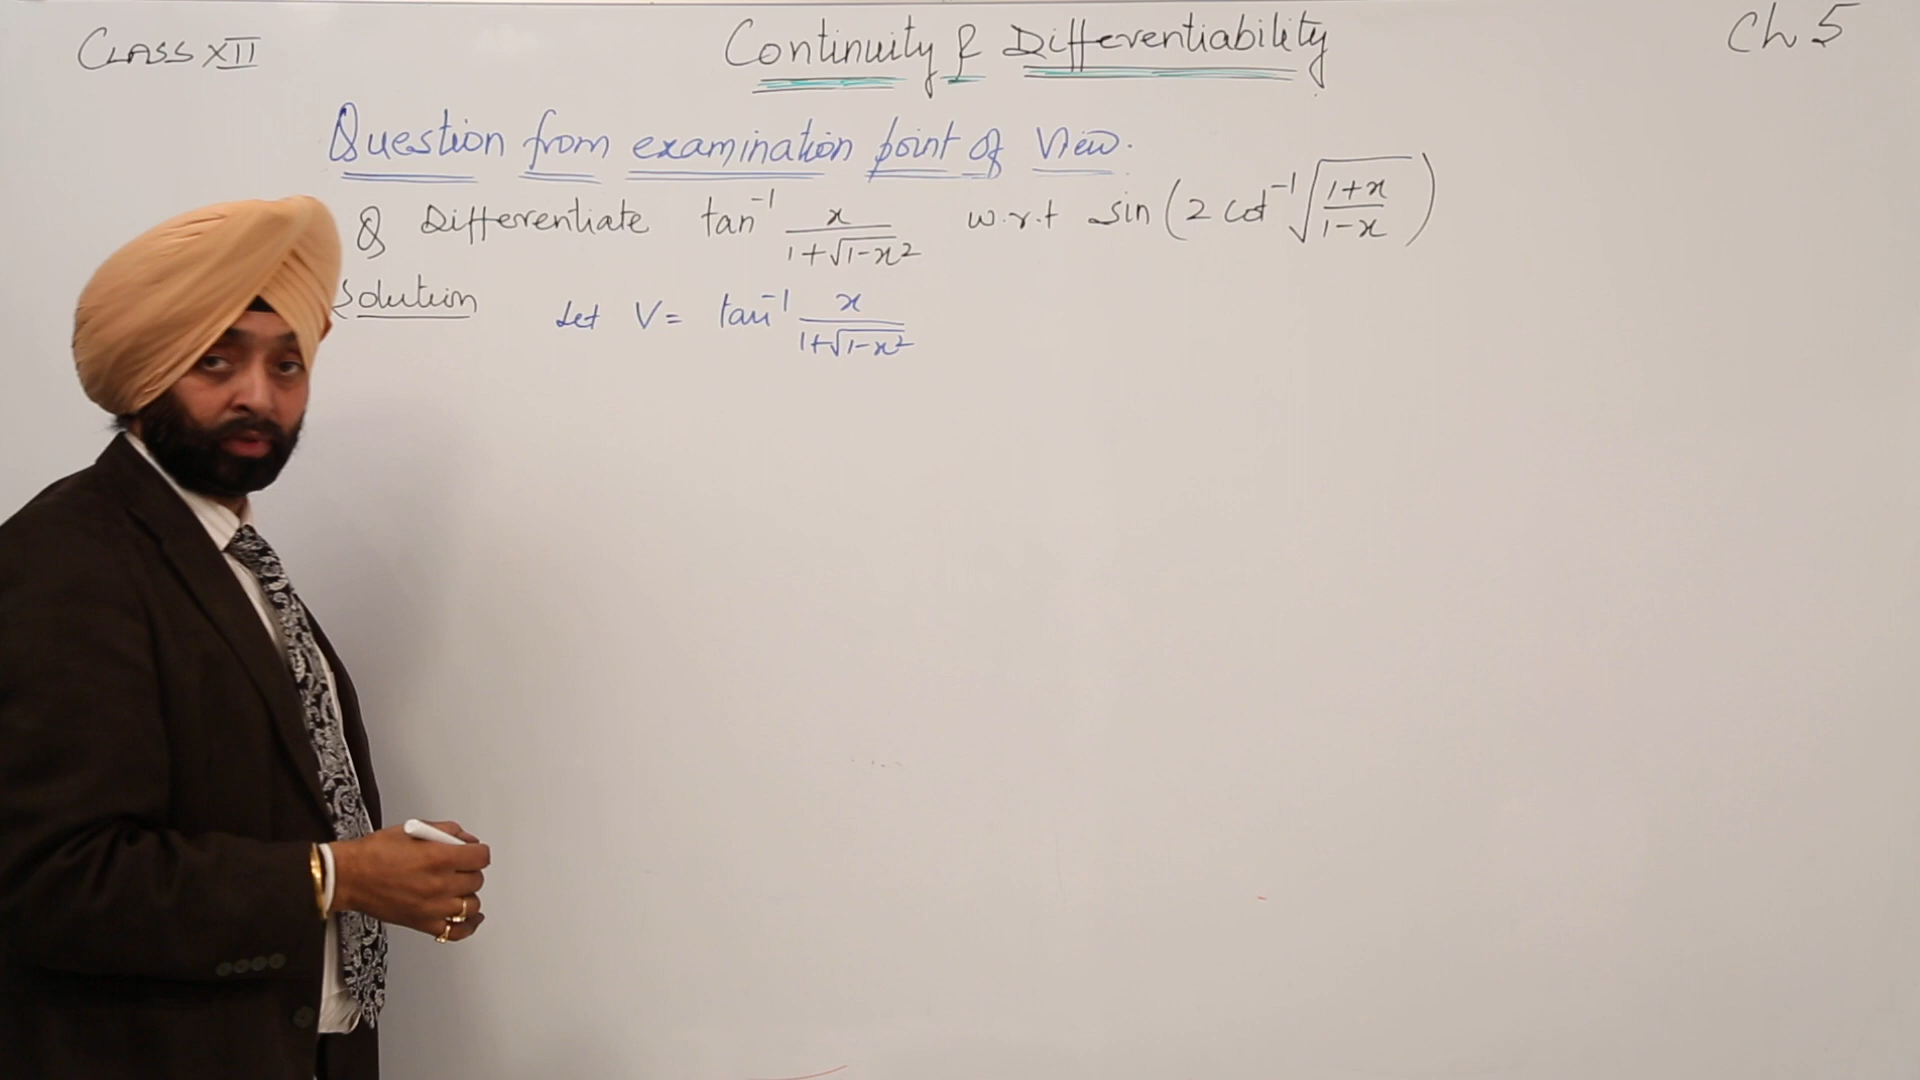 CLASS XII
Continuity & Differentiability
Ch 5
Question from examination point of View.
Q Differentiate tan⁻¹ x/(1+√(1-x²)) w.r.t sin(2 cot⁻¹√((1+x)/(1-x)))
Solution Let V = tan⁻¹ x/(1+√(1-x²))